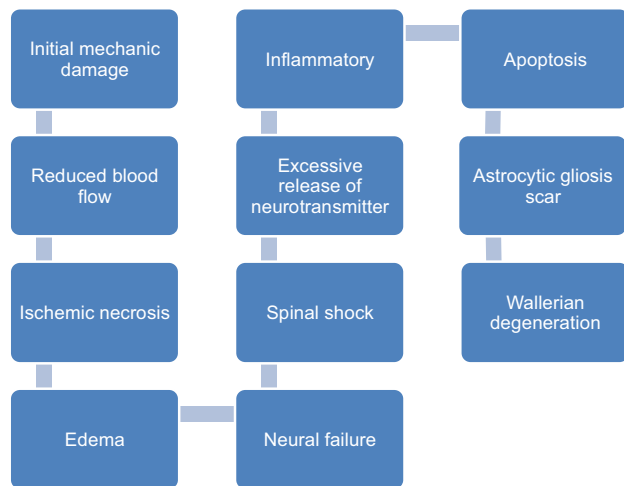 Initial mechanic
damage
Reduced blood
flow
Ischemic necrosis
Edema
Neural failure
Spinal shock
Excessive
release of
neurotransmitter
Inflammatory
Apoptosis
Astrocytic gliosis
scar
Wallerian
degeneration